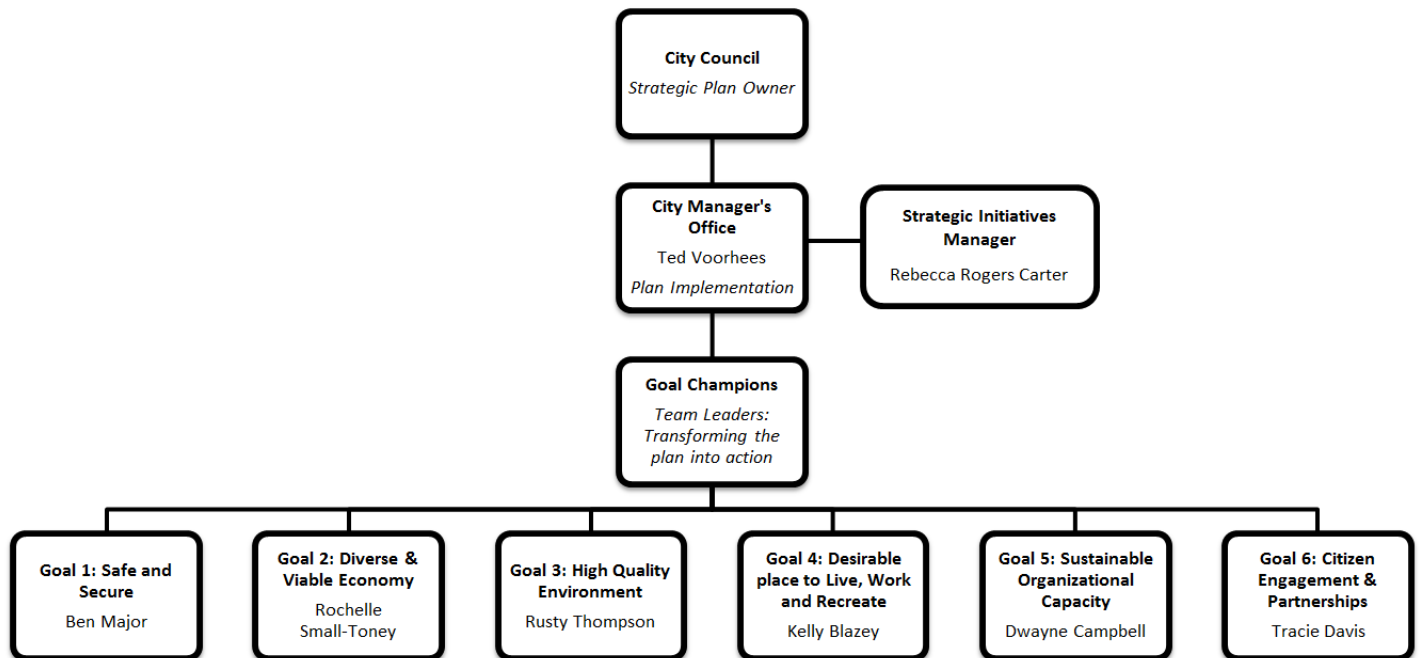 City Council
Strategic Plan Owner
City Manager's
Office
Ted Voorhees
Plan Implementation
Strategic Initiatives
Manager
Rebecca Rogers Carter
Goal Champions
Team Leaders:
Transforming the
plan into action
Goal 1: Safe and
Secure
Ben Major
Goal 2: Diverse &
Viable Economy
Rochelle
Small-Toney
Goal 3: High Quality
Environment
Rusty Thompson
Goal 4: Desirable
place to Live, Work
and Recreate
Kelly Blazey
Goal 5: Sustainable
Organizational
Capacity
Dwayne Campbell
Goal 6: Citizen
Engagement &
Partnerships
Tracie Davis